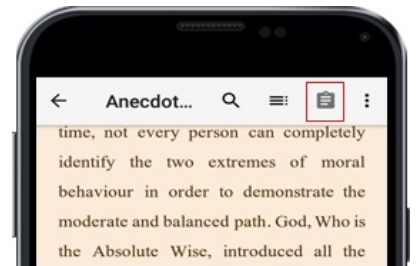 Anecdot...
time, not every person can completely
identify the two extremes of moral
behaviour in order to demonstrate the
moderate and balanced path. God, Who is
the Absolute Wise, introduced all the